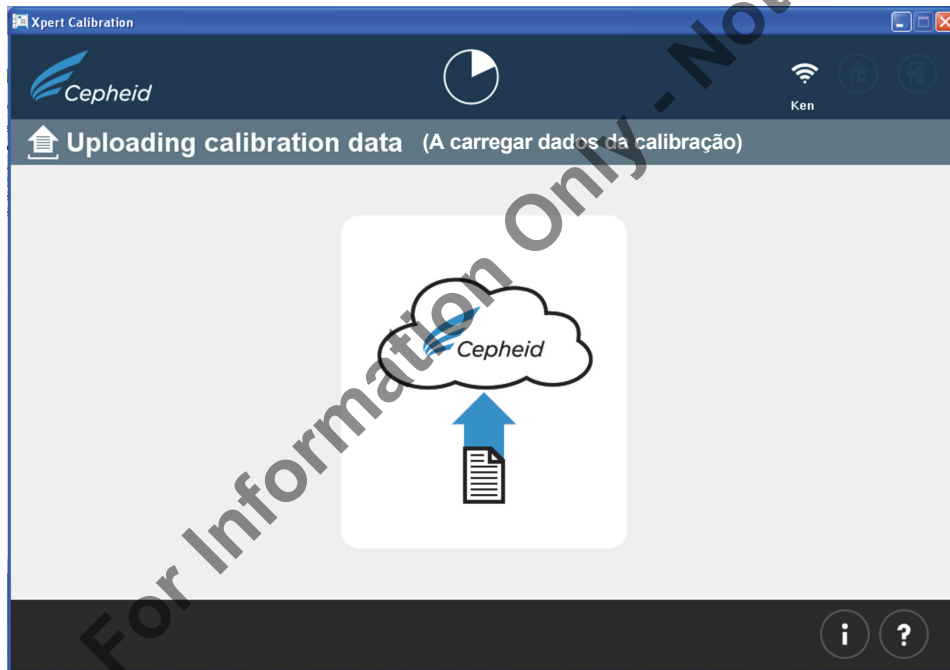 Xpert Calibration
Cepheid
Ken
Uploading calibration data (A carregar dados da calibração)
Cepheid
i ?
For Information Only - Not